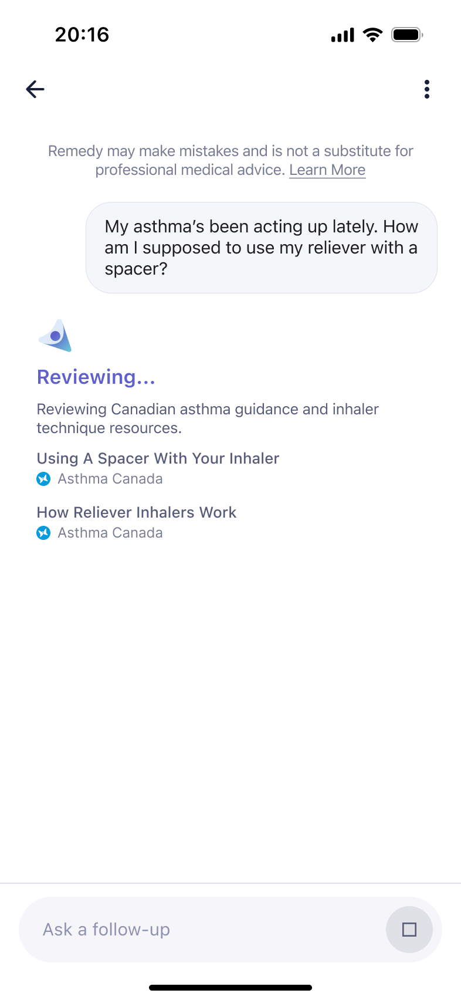 20:16
Remedy may make mistakes and is not a substitute for
professional medical advice. Learn More
My asthma’s been acting up lately. How
am I supposed to use my reliever with a
spacer?
Reviewing...
Reviewing Canadian asthma guidance and inhaler
technique resources.
Using A Spacer With Your Inhaler
Asthma Canada
How Reliever Inhalers Work
Asthma Canada
Ask a follow-up